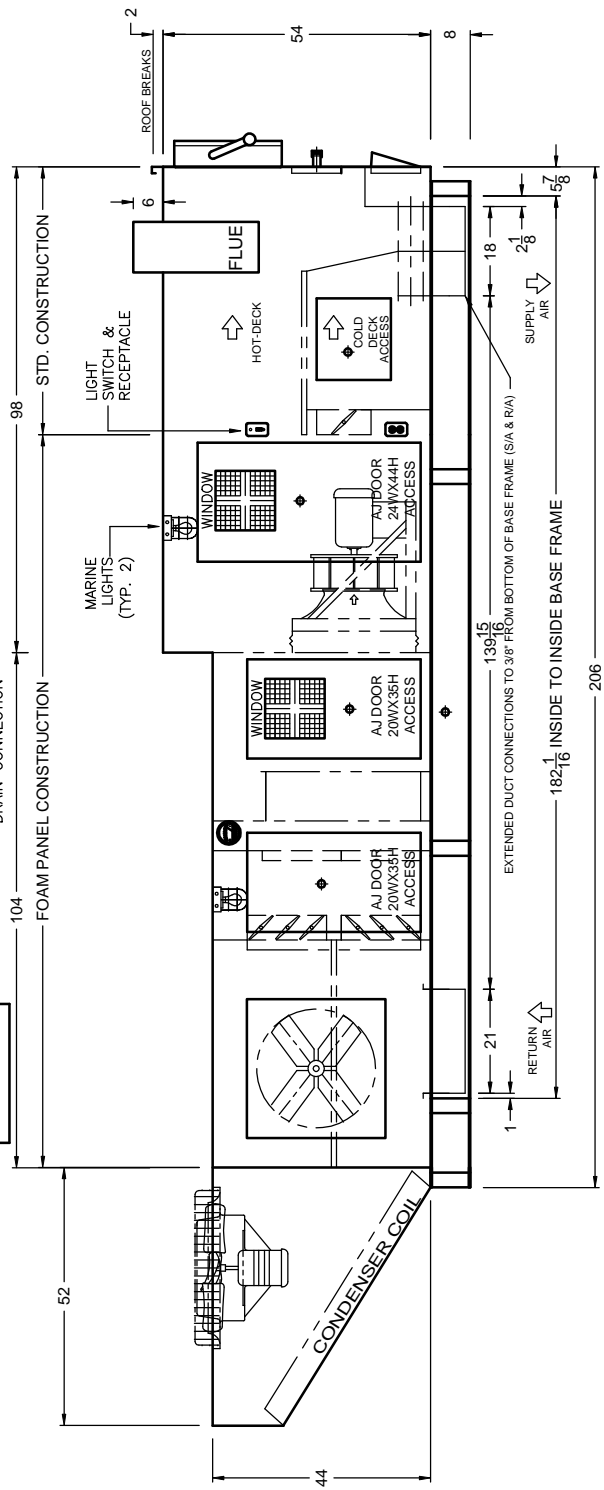 DRAIN CONNECTION
104
98
FOAM PANEL CONSTRUCTION
STD. CONSTRUCTION
ROOF BREAKS
2
52
MARINE
LIGHTS
(TYP. 2)
LIGHT
SWITCH &
RECEPTACLE
6
FLUE
54
8
HOT-DECK
COLD
DECK
ACCESS
WINDOW
AJ DOOR
24WX44H
ACCESS
WINDOW
AJ DOOR
20WX35H
ACCESS
AJ DOOR
20WX35H
ACCESS
CONDENSER COIL
44
1
21
RETURN
AIR
139 15/16
18
2 1/8
5 7/8
SUPPLY
AIR
EXTENDED DUCT CONNECTIONS TO 3/8" FROM BOTTOM OF BASE FRAME (S/A & R/A)
182 1/16 INSIDE TO INSIDE BASE FRAME
206